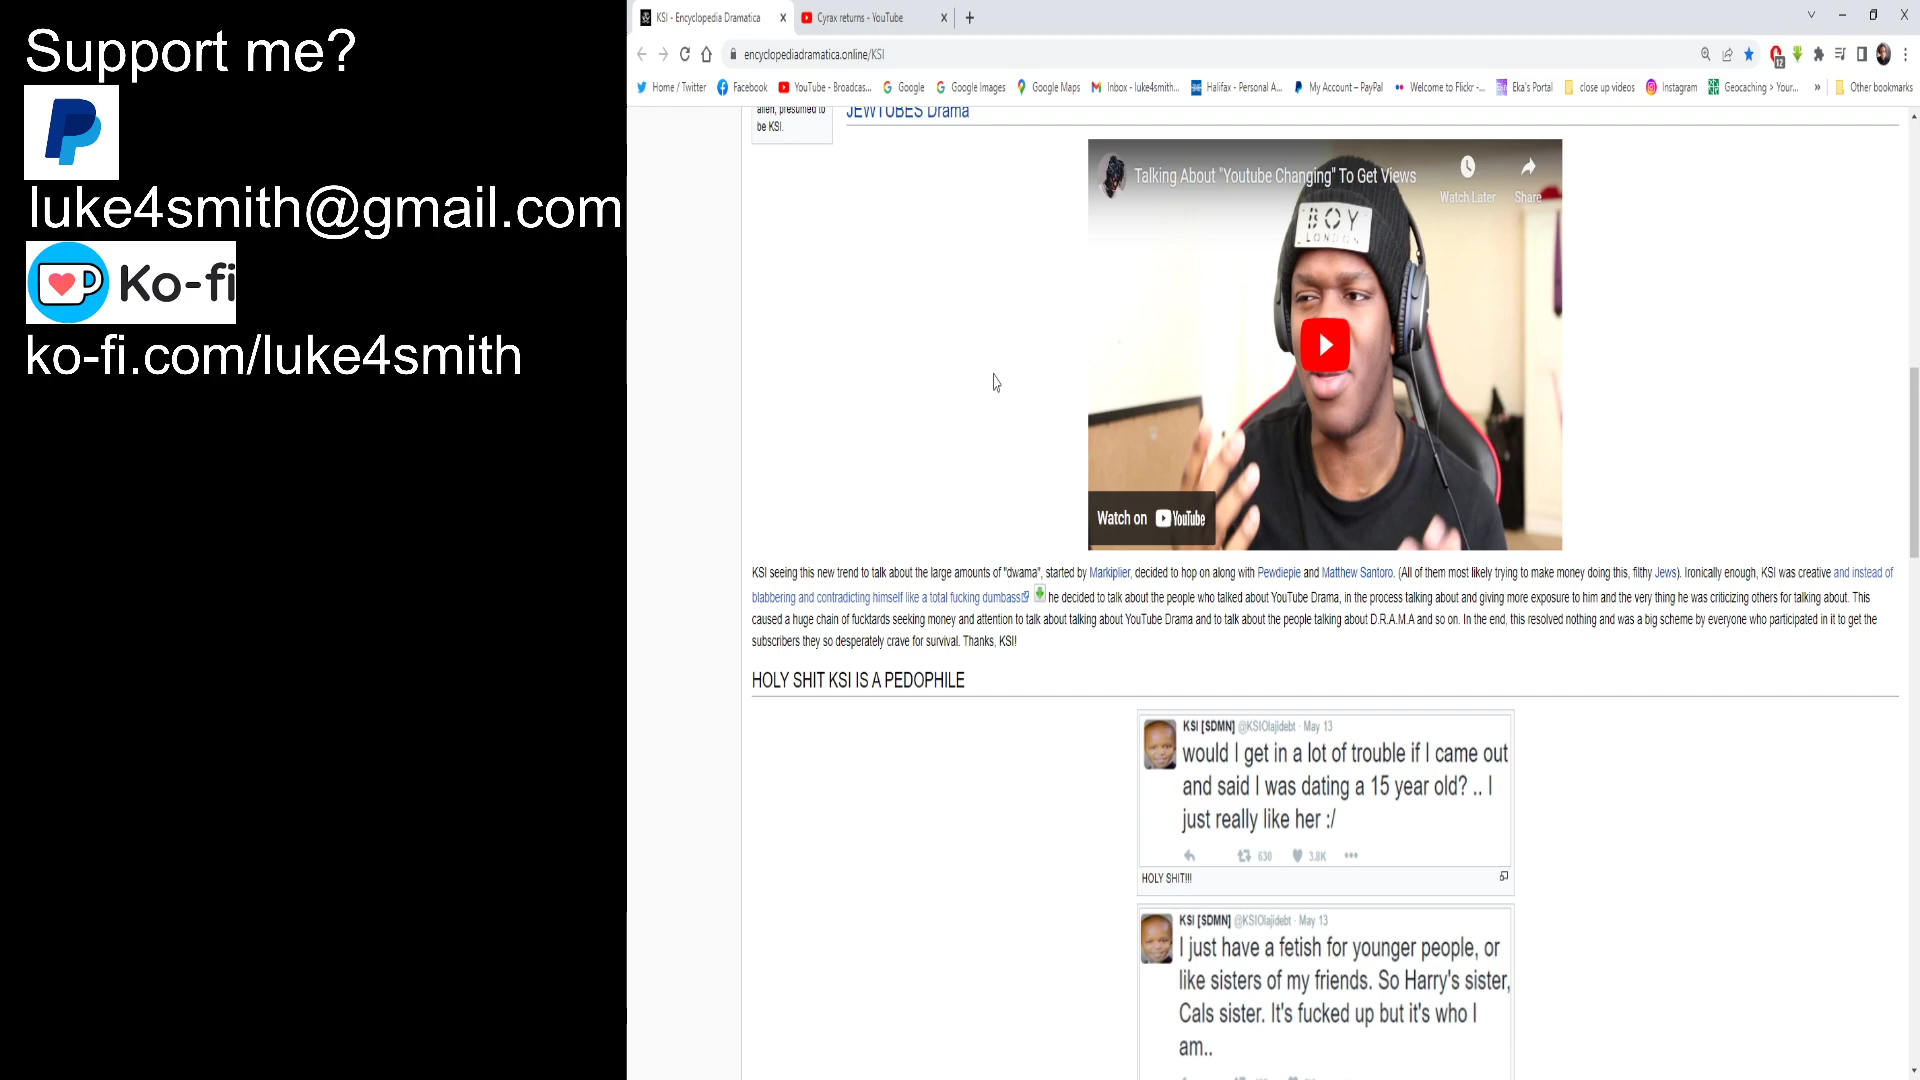 Support me?
luke4smith@gmail.com
Ko-fi
ko-fi.com/luke4smith
KSI - Encyclopedia Dramatica
Cyrax returns - YouTube
encyclopediadramatica.online/KSI
12
Home / Twitter
Facebook
YouTube - Broadcas...
Google
Google Images
Google Maps
Inbox - luke4smith...
Halifax - Personal A...
My Account – PayPal
Welcome to Flickr -...
Eka's Portal
close up videos
Instagram
Geocaching > Your...
»
Other bookmarks
alien, presumed to
be KSI.
JEWTUBES Drama
Talking About "Youtube Changing" To Get Views
Watch Later
Share
BOY
LONDON
Watch on YouTube
KSI seeing this new trend to talk about the large amounts of "dwama", started by Markiplier, decided to hop on along with Pewdiepie and Matthew Santoro. (All of them most likely trying to make money doing this, filthy Jews). Ironically enough, KSI was creative and instead of
blabbering and contradicting himself like a total fucking dumbass he decided to talk about the people who talked about YouTube Drama, in the process talking about and giving more exposure to him and the very thing he was criticizing others for talking about. This
caused a huge chain of fucktards seeking money and attention to talk about talking about YouTube Drama and to talk about the people talking about D.R.A.M.A and so on. In the end, this resolved nothing and was a big scheme by everyone who participated in it to get the
subscribers they so desperately crave for survival. Thanks, KSI!
HOLY SHIT KSI IS A PEDOPHILE
KSI [SDMN] @KSIOlajidebt · May 13
would I get in a lot of trouble if I came out
and said I was dating a 15 year old? .. I
just really like her :/
630
3.8K
HOLY SHIT!!!
KSI [SDMN] @KSIOlajidebt · May 13
I just have a fetish for younger people, or
like sisters of my friends. So Harry's sister,
Cals sister. It's fucked up but it's who I
am..